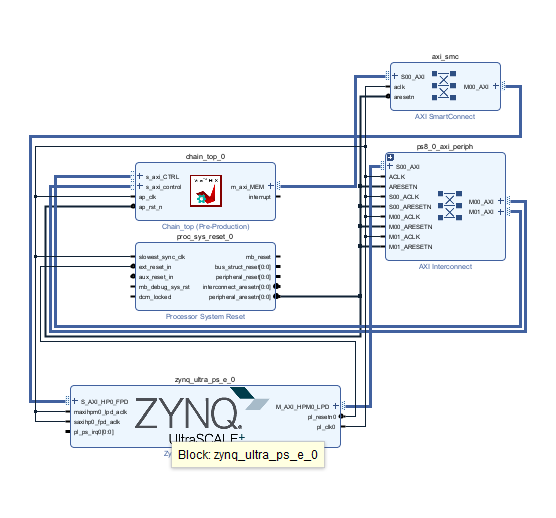 axi_smc
S00_AXI
aclk
aresetn
M00_AXI
AXI SmartConnect
chain_top_0
s_axi_CTRL
s_axi_control
ap_clk
ap_rst_n
m_axi_MEM
interrupt
Chain_top (Pre-Production)
ps8_0_axi_periph
S00_AXI
ACLK
ARESETN
S00_ACLK
S00_ARESETN
M00_ACLK
M00_ARESETN
M01_ACLK
M01_ARESETN
M00_AXI
M01_AXI
AXI Interconnect
proc_sys_reset_0
slowest_sync_clk
ext_reset_in
aux_reset_in
mb_debug_sys_rst
dcm_locked
mb_reset
bus_struct_reset[0:0]
peripheral_reset[0:0]
interconnect_aresetn[0:0]
peripheral_aresetn[0:0]
Processor System Reset
zynq_ultra_ps_e_0
S_AXI_HP0_FPD
maxihpm0_lpd_aclk
saxihp0_fpd_aclk
pl_ps_irq0[0:0]
ZYNQ
UltraSCALE+
M_AXI_HPM0_LPD
pl_resetn0
pl_clk0
Zy
Block: zynq_ultra_ps_e_0